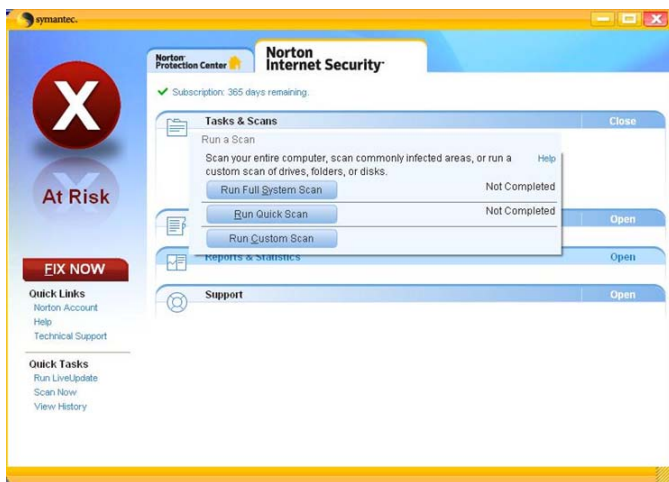 symantec.
Norton
Protection Center
Norton
Internet Security
Subscription: 365 days remaining.
Tasks & Scans
Close
Run a Scan
Scan your entire computer, scan commonly infected areas, or run a
custom scan of drives, folders, or disks.
Help
Run Full System Scan
Not Completed
Run Quick Scan
Not Completed
Open
Run Custom Scan
Reports & Statistics
Open
Support
Open
X
At Risk
FIX NOW
Quick Links
Norton Account
Help
Technical Support
Quick Tasks
Run LiveUpdate
Scan Now
View History